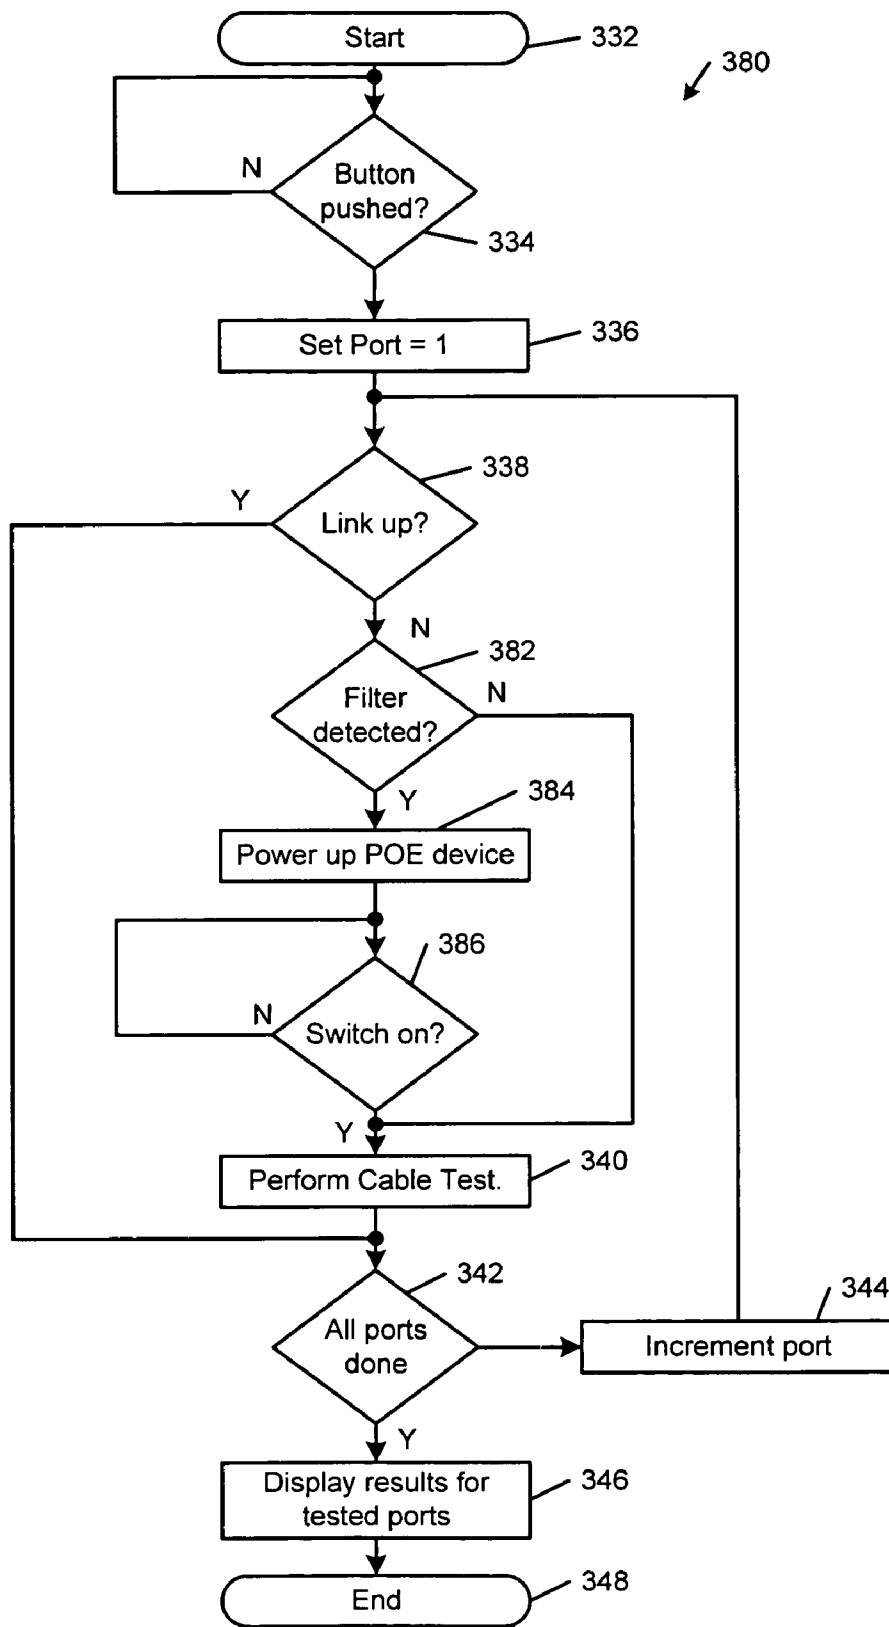 Start
332
380
N
Button
pushed?
334
Set Port = 1
336
338
Y
Link up?
N
382
N
Filter
detected?
Y
384
Power up POE device
386
N
Switch on?
Y
340
Perform Cable Test.
342
344
All ports
done
Increment port
Y
Display results for
tested ports
346
End
348